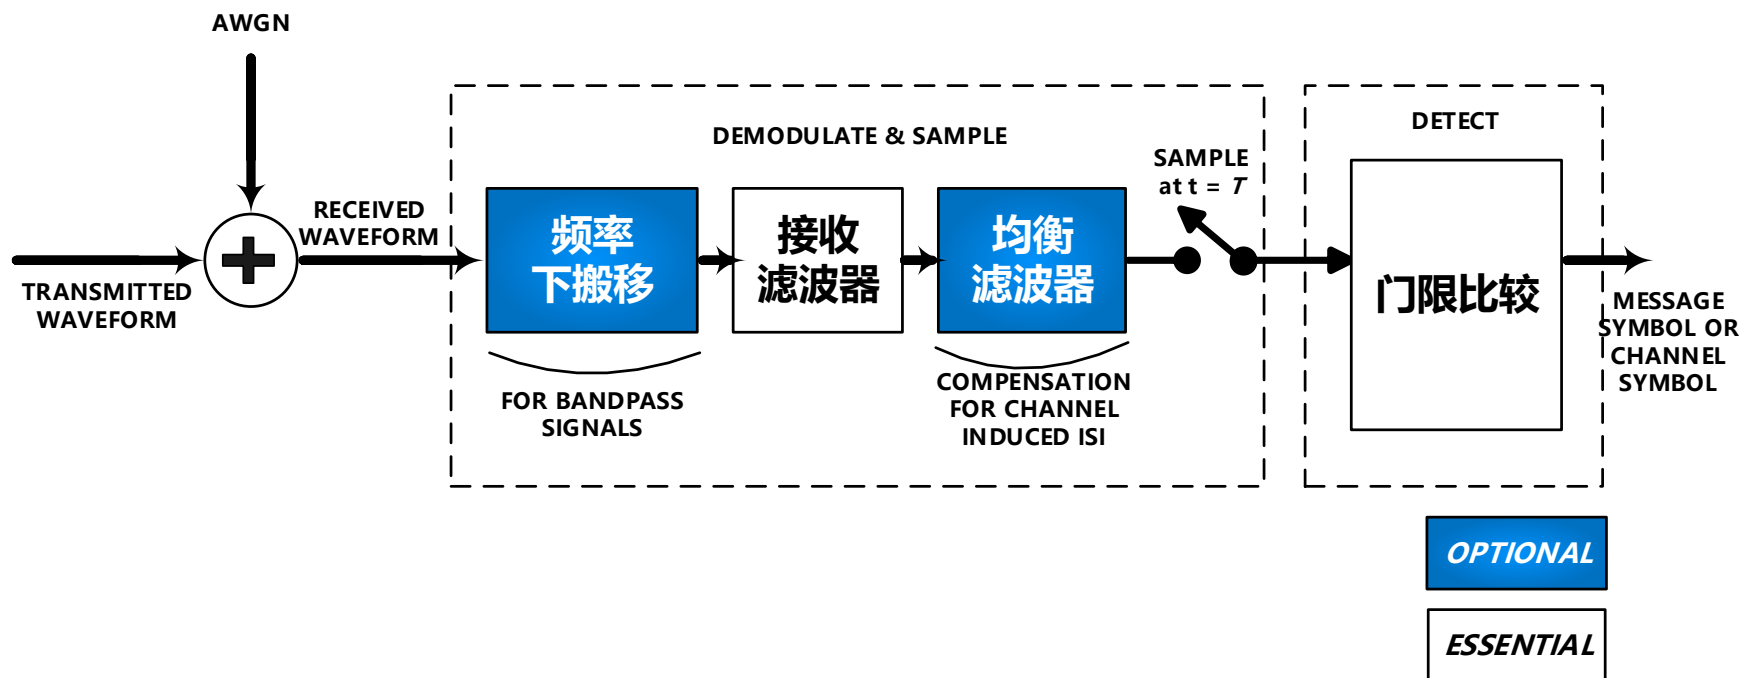 AWGN
TRANSMITTED
WAVEFORM
RECEIVED
WAVEFORM
DEMODULATE & SAMPLE
频率
下搬移
接收
滤波器
均衡
滤波器
FOR BANDPASS
SIGNALS
COMPENSATION
FOR CHANNEL
INDUCED ISI
SAMPLE
at t = T
DETECT
门限比较
MESSAGE
SYMBOL OR
CHANNEL
SYMBOL
OPTIONAL
ESSENTIAL